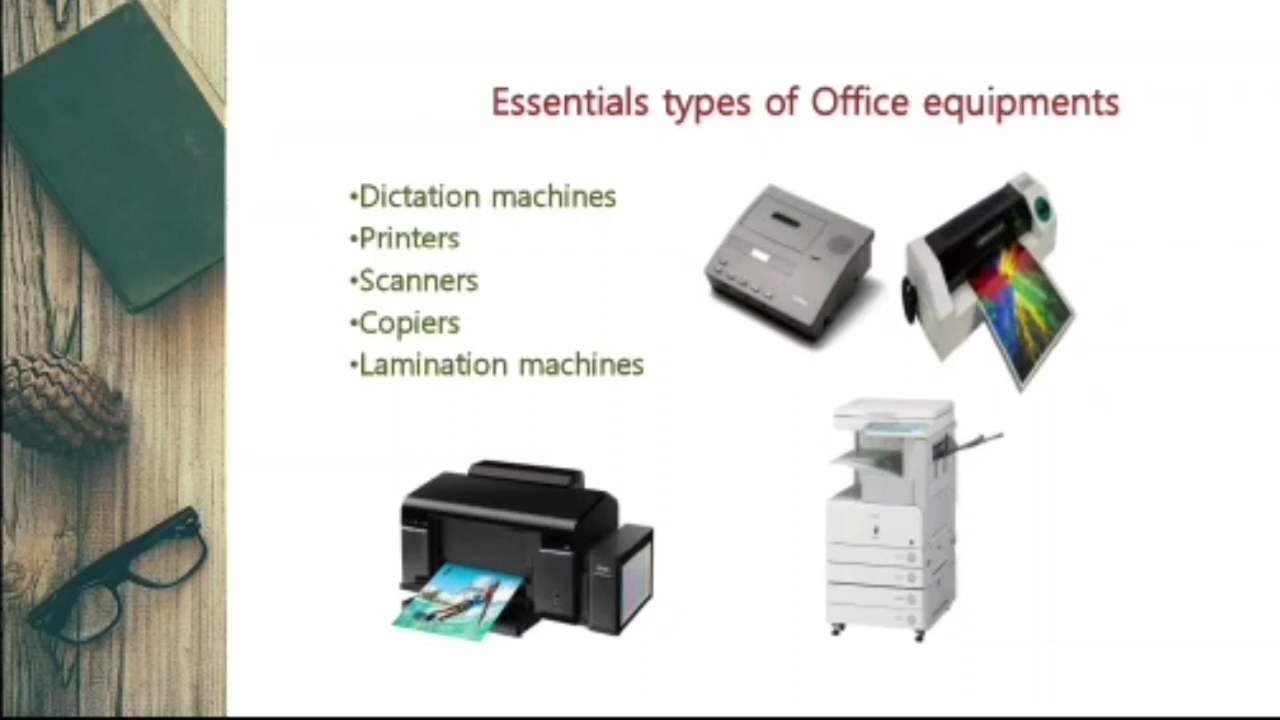 Essentials types of Office equipments
•Dictation machines
•Printers
•Scanners
•Copiers
•Lamination machines